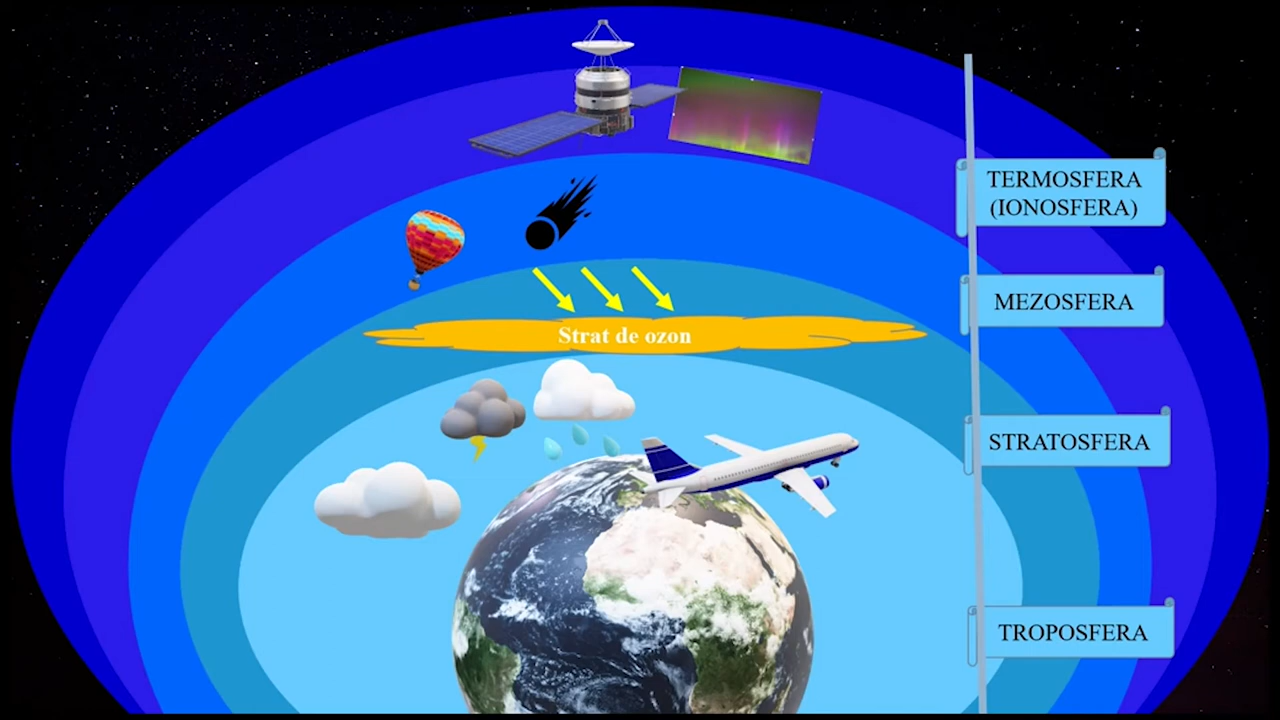 TERMOSFERA
(IONOSFERA)
MEZOSFERA
Strat de ozon
STRATOSFERA
TROPOSFERA